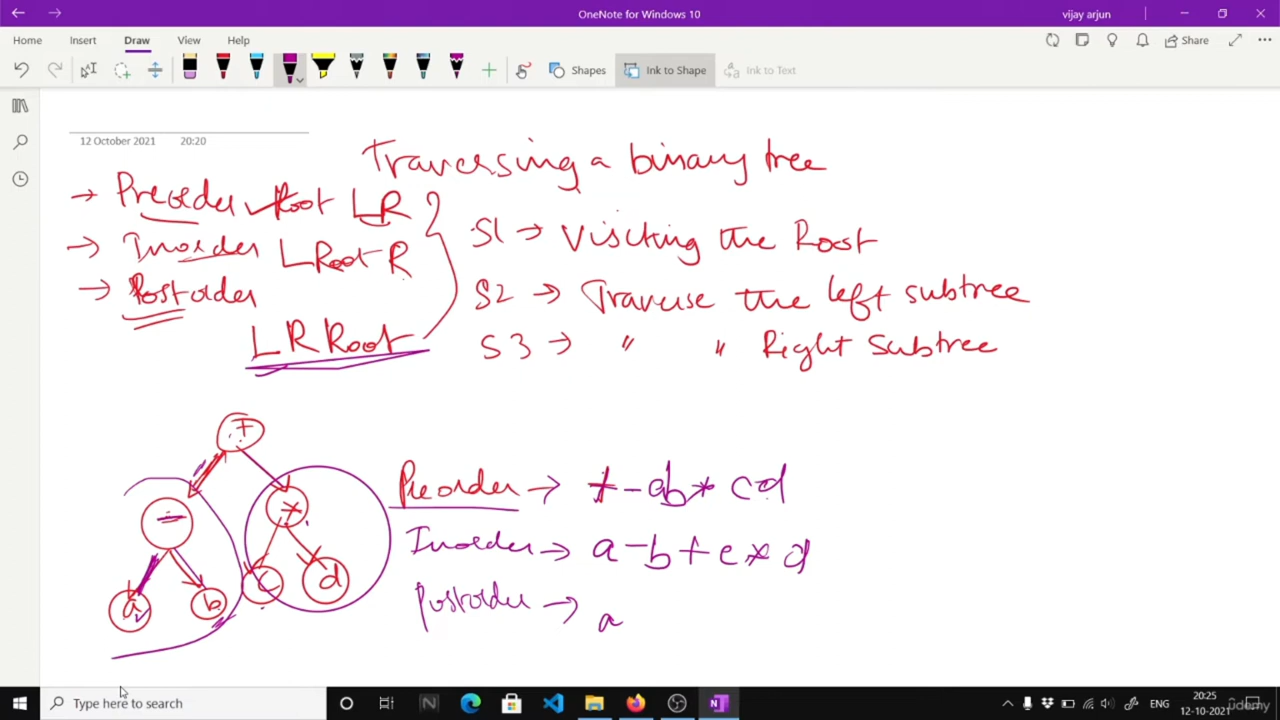 OneNote for Windows 10
vijay arjun
Home Insert Draw View Help
Share
Shapes
Ink to Shape
Ink to Text
12 October 2021 20:20
Traversing a binary tree
→ Preorder Root LR
→ Inorder L Root R
→ Postorder
L R Root
S1 → Visiting the Root
S2 → Traverse the left subtree
S3 → " " Right Subtree
+
- *
a b c d
Preorder → + - ab * cd
Inorder → a - b + c * d
Postorder → a
Type here to search
N
ENG
20:25
12-10-2021
udemy